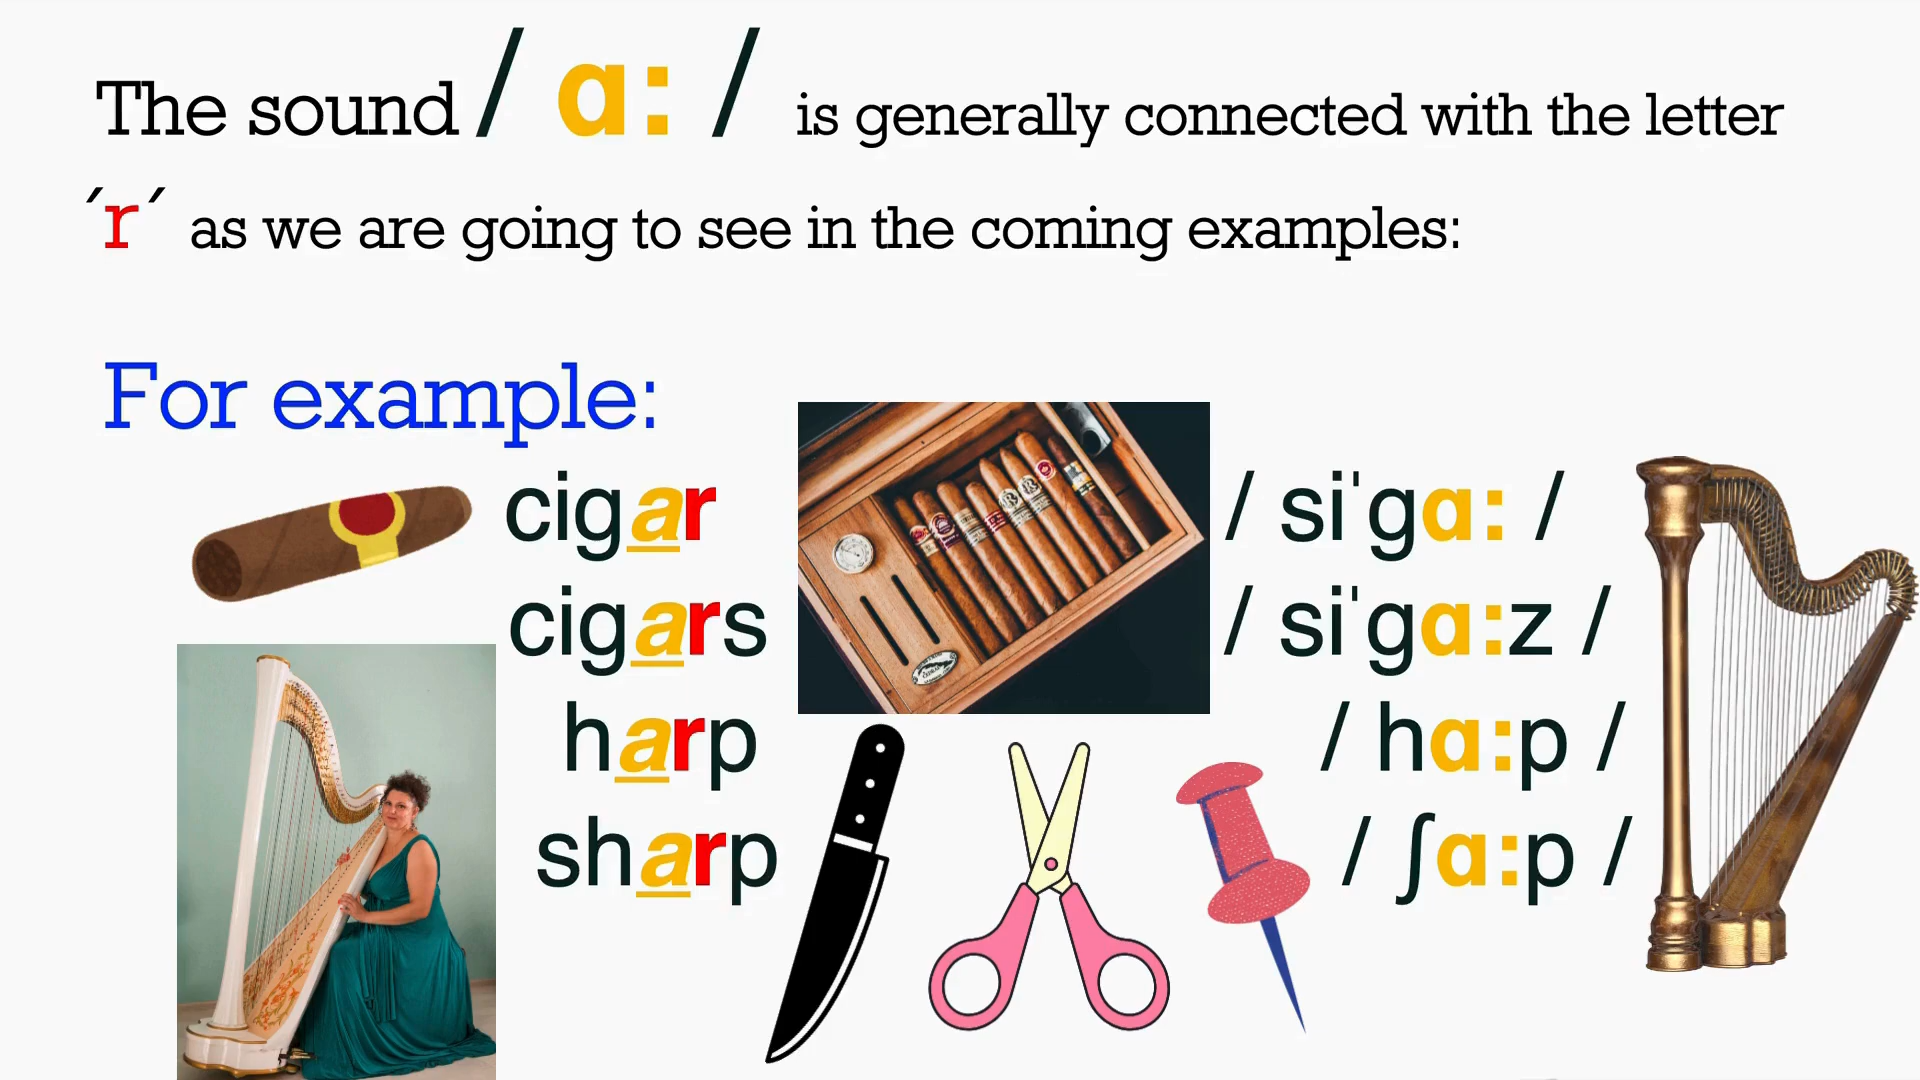 The sound / ɑ: / is generally connected with the letter
´r´ as we are going to see in the coming examples:
For example:
cigar / siˈgɑ: /
cigars / siˈgɑ:z /
harp / hɑ:p /
sharp / ʃɑ:p /